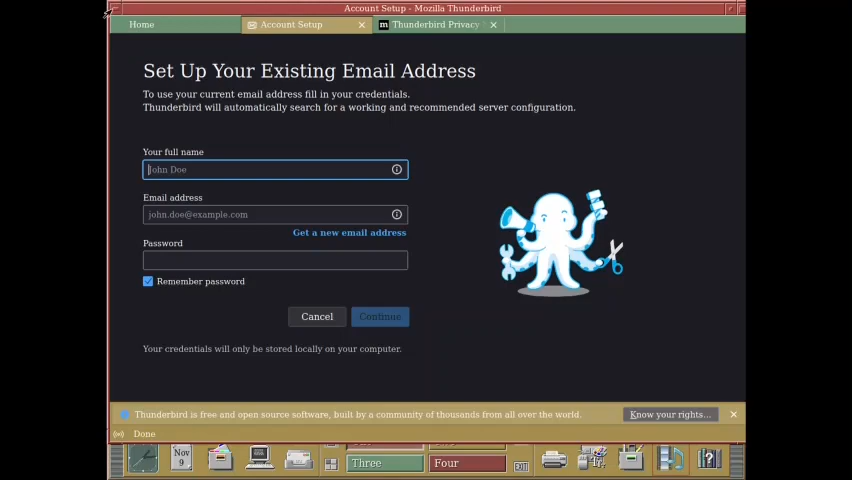 Account Setup - Mozilla Thunderbird
Home
Account Setup
m Thunderbird Privacy
Set Up Your Existing Email Address
To use your current email address fill in your credentials.
Thunderbird will automatically search for a working and recommended server configuration.
Your full name
John Doe
Email address
john.doe@example.com
Get a new email address
Password
Remember password
Cancel
Continue
Your credentials will only be stored locally on your computer.
Thunderbird is free and open source software, built by a community of thousands from all over the world.
Know your rights...
Done
Nov
9
Three
Four